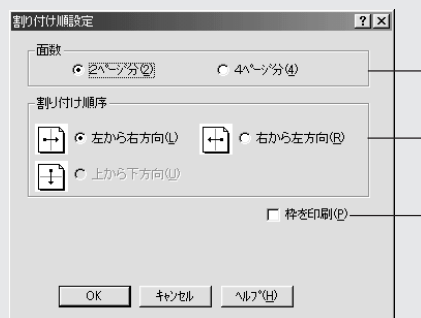 割り付け順設定
面数
2ﾍﾟｰｼﾞ分(2) 4ﾍﾟｰｼﾞ分(4)
割り付け順序
左から右方向(L) 右から左方向(R)
上から下方向(U)
枠を印刷(P)
OK ｷｬﾝｾﾙ ﾍﾙﾌﾟ(H)